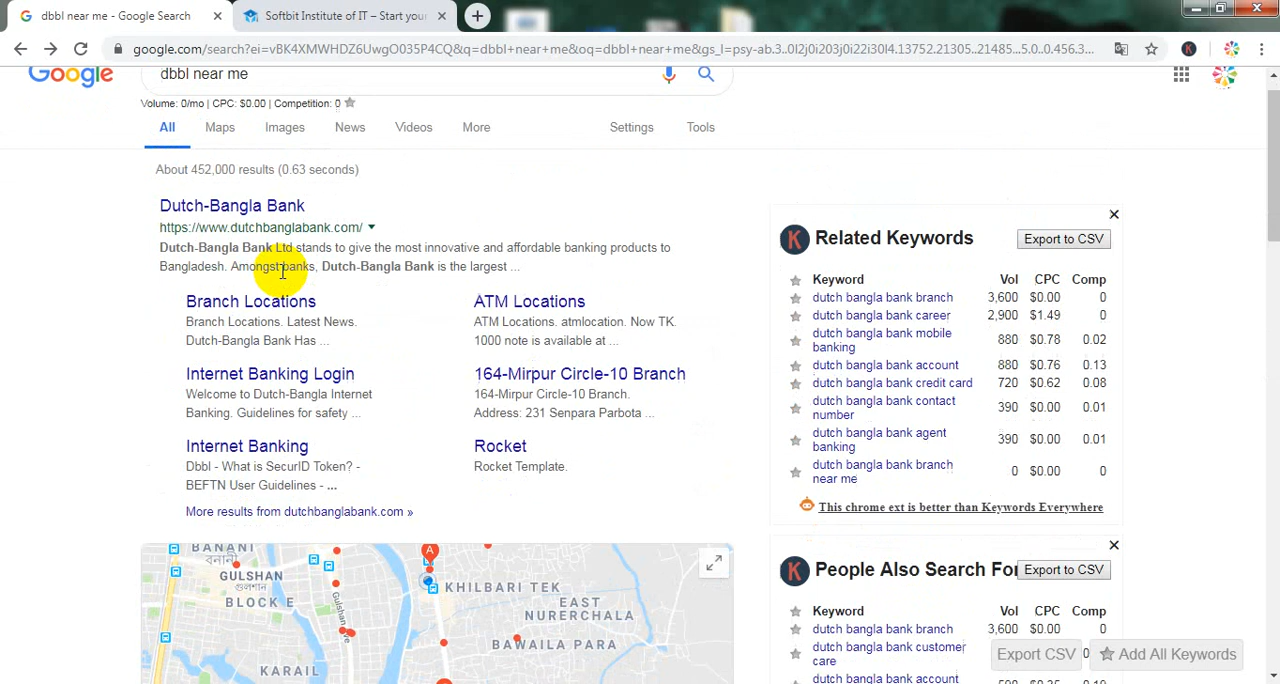 dbbl near me - Google Search
Softbit Institute of IT – Start your
google.com/search?ei=vBK4XMWHDZ6UwgO035P4CQ&q=dbbl+near+me&oq=dbbl+near+me&gs_l=psy-ab.3..0l2j0i203j0i22i30l4.13752.21305..21485...5.0..0.456.3...
Google
dbbl near me
Volume: 0/mo | CPC: $0.00 | Competition: 0
All
Maps
Images
News
Videos
More
Settings
Tools
About 452,000 results (0.63 seconds)
Dutch-Bangla Bank
https://www.dutchbanglabank.com/
Dutch-Bangla Bank Ltd stands to give the most innovative and affordable banking products to
Bangladesh. Amongst banks, Dutch-Bangla Bank is the largest ...
Branch Locations
Branch Locations. Latest News.
Dutch-Bangla Bank Has ...
ATM Locations
ATM Locations. atmlocation. Now TK.
1000 note is available at ...
Internet Banking Login
Welcome to Dutch-Bangla Internet
Banking. Guidelines for safety ...
164-Mirpur Circle-10 Branch
164-Mirpur Circle-10 Branch.
Address: 231 Senpara Parbota ...
Internet Banking
Dbbl - What is SecurID Token? -
BEFTN User Guidelines - ...
Rocket
Rocket Template.
More results from dutchbanglabank.com »
BANANI
বনানী
GULSHAN
গুলশান
BLOCK E
Gulshan
KARAIL
A
KHILBARI TEK
EAST
NURERCHALA
BAWAILA PARA
K
Related Keywords
Export to CSV
Keyword Vol CPC Comp
dutch bangla bank branch 3,600 $0.00 0
dutch bangla bank career 2,900 $1.49 0
dutch bangla bank mobile
banking 880 $0.78 0.02
dutch bangla bank account 880 $0.76 0.13
dutch bangla bank credit card 720 $0.62 0.08
dutch bangla bank contact
number 390 $0.00 0.01
dutch bangla bank agent
banking 390 $0.00 0.01
dutch bangla bank branch
near me 0 $0.00 0
This chrome ext is better than Keywords Everywhere
K
People Also Search For
Export to CSV
Keyword Vol CPC Comp
dutch bangla bank branch 3,600 $0.00 0
dutch bangla bank customer
care
dutch bangla bank account
Export CSV
Add All Keywords